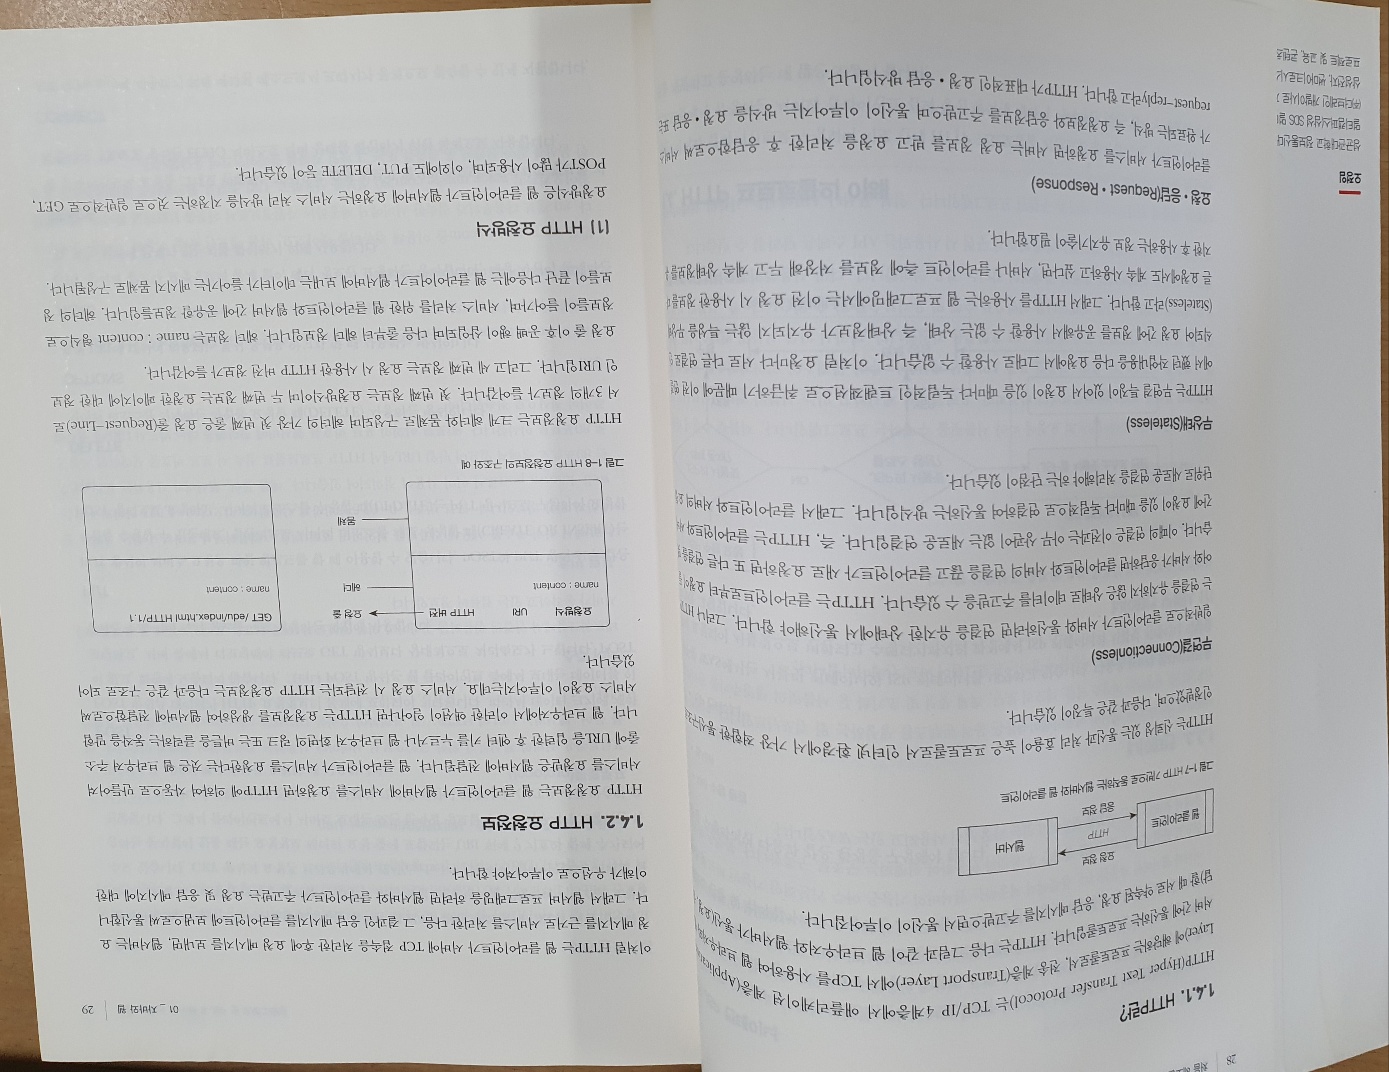 28
1.4.1. HTTP란?
HTTP(Hyper Text Transfer Protocol)는 TCP/IP 4계층에서 애플리케이션 계층(Applicat
Layer)에 해당하는 프로토콜로서, 전송 계층(Transport Layer)에서 TCP를 사용하여 웹 브라우저와
서버 간에 통신하는 프로토콜입니다. HTTP는 다음 그림과 같이 웹 브라우저와 웹서버가 통신(요청,
답)할 때 서로 약속된 요청, 응답 메시지를 주고받으면서 통신이 이루어집니다.
웹 클라이언트
요청 정보
HTTP
응답 정보
웹서버
그림 1-7 HTTP 기반으로 동작하는 웹서버와 웹 클라이언트
HTTP는 신뢰성 있는 통신과 처리 효율이 높은 프로토콜로서 인터넷 환경에서 가장 적합한 통신구조
인정받았으며, 다음과 같은 특징이 있습니다.
무연결(Connectionless)
일반적으로 클라이언트가 서버와 통신하려면 연결을 유지한 상태에서 통신해야 합니다. 그러나 HTT
는 연결을 유지하지 않은 상태로 데이터를 주고받을 수 있습니다. HTTP는 클라이언트로부터 요청이
어와 서버가 응답하면 클라이언트와 서버의 연결을 끊고 클라이언트가 새로 요청하면 또 다른 연결을
습니다. 이때의 연결은 이전과는 아무 상관이 없는 새로운 연결입니다. 즉, HTTP는 클라이언트와
간에 요청이 있을 때마다 독립적으로 연결하여 통신하는 방식입니다. 그래서 클라이언트와 서버의
단위로 새로운 연결을 처리해야 하는 단점이 있습니다.
무상태(Stateless)
HTTP는 무연결 특징이 있어서 요청이 있을 때마다 독립적인 트랜잭션으로 취급하기 때문에 이전
에서 했던 작업내용을 다음 요청에서 그대로 사용할 수 없습니다. 이처럼 요청마다 서로 다른 연결로
식되어 요청 간에 정보를 공유해서 사용할 수 없는 상태, 즉 상태정보가 유지되지 않는 특성을 무상태
(Stateless)라고 합니다. 그래서 HTTP를 사용하는 웹 프로그래밍에서는 이전 요청 시 사용한 정보를
른 요청에서도 계속 사용하고 싶다면, 서버나 클라이언트 측에 정보를 저장해 두고 계속 상태정보를
지한 후 사용하는 정보 유지기술이 필요합니다.
요청·응답(Request·Response)
클라이언트가 서비스를 요청하면 서버는 요청 정보를 받고 요청을 처리한 후 응답함으로써 서비스
가 완료되는 방식, 즉 요청정보와 응답정보를 주고받으며 통신이 이루어지는 방식을 요청·응답 또는
request-reply라고 합니다. HTTP가 대표적인 요청·응답 방식입니다.
오정임
성균관대학교 정보통신대
멀티캠퍼스(삼성 SDS 멀
㈜더브레인 개발이사로
삼성전자, 썬마이크로시스
프로젝트 및 교육, 콘텐츠
01 _ 자바와 웹 29
이처럼 HTTP는 웹 클라이언트가 서버에 TCP 접속을 처리한 후에 요청 메시지를 보내면, 웹서버는 요
청 메시지를 근거로 서비스를 처리한 다음, 그 결과인 응답 메시지를 클라이언트에 보냄으로써 통신합니
다. 그래서 웹서버 프로그래밍을 하려면 웹서버와 클라이언트가 주고받는 요청 및 응답 메시지에 대한
이해가 우선으로 이루어져야 합니다.
1.4.2. HTTP 요청정보
HTTP 요청정보는 웹 클라이언트가 웹서버에 서비스를 요청하면 HTTP에 의하여 자동으로 만들어져
서비스를 요청받은 웹서버에 전달됩니다. 웹 클라이언트가 서비스를 요청한다는 것은 웹 브라우저 주소
줄에 URL을 입력한 후 엔터 키를 누르거나 웹 브라우저 화면의 링크 또는 버튼을 클릭하는 동작을 말합
니다. 웹 브라우저에서 이러한 액션이 일어나면 HTTP는 요청정보를 생성하여 웹서버에 전달함으로써
서비스 요청이 이루어지는데요. 서비스 요청 시 전달되는 HTTP 요청정보는 다음과 같은 구조로 되어
있습니다.
요청방식 URI HTTP 버전 요청 줄
name : content 헤더
몸체
GET /edu/index.html HTTP/1.1
name : content
그림 1-8 HTTP 요청정보의 구조와 예
HTTP 요청정보는 크게 헤더와 몸체로 구성되며 헤더의 가장 첫 번째 줄은 요청 줄(Request-Line)로
서 3개의 정보가 들어갑니다. 첫 번째 정보는 요청방식이며 두 번째 정보는 요청한 페이지에 대한 정보
인 URI입니다. 그리고 세 번째 정보는 요청 시 사용한 HTTP 버전 정보가 들어갑니다.
요청 줄 이후 공백 행이 삽입되며 다음 줄부터 헤더 정보입니다. 헤더 정보는 name : content 형식으로
정보들이 들어가며, 서비스 처리를 위한 웹 클라이언트와 웹서버 간에 공유한 정보들입니다. 헤더의 정
보들이 끝난 다음에는 웹 클라이어트가 웹서버에 보내는 데이터가 들어가는 메시지 몸체로 구성됩니다.
(1) HTTP 요청방식
요청방식은 웹 클라이언트가 웹서버에 요청하는 서비스 처리 방식을 지정하는 것으로 일반적으로 GET,
POST가 많이 사용되며, 이외에도 PUT, DELETE 등이 있습니다.